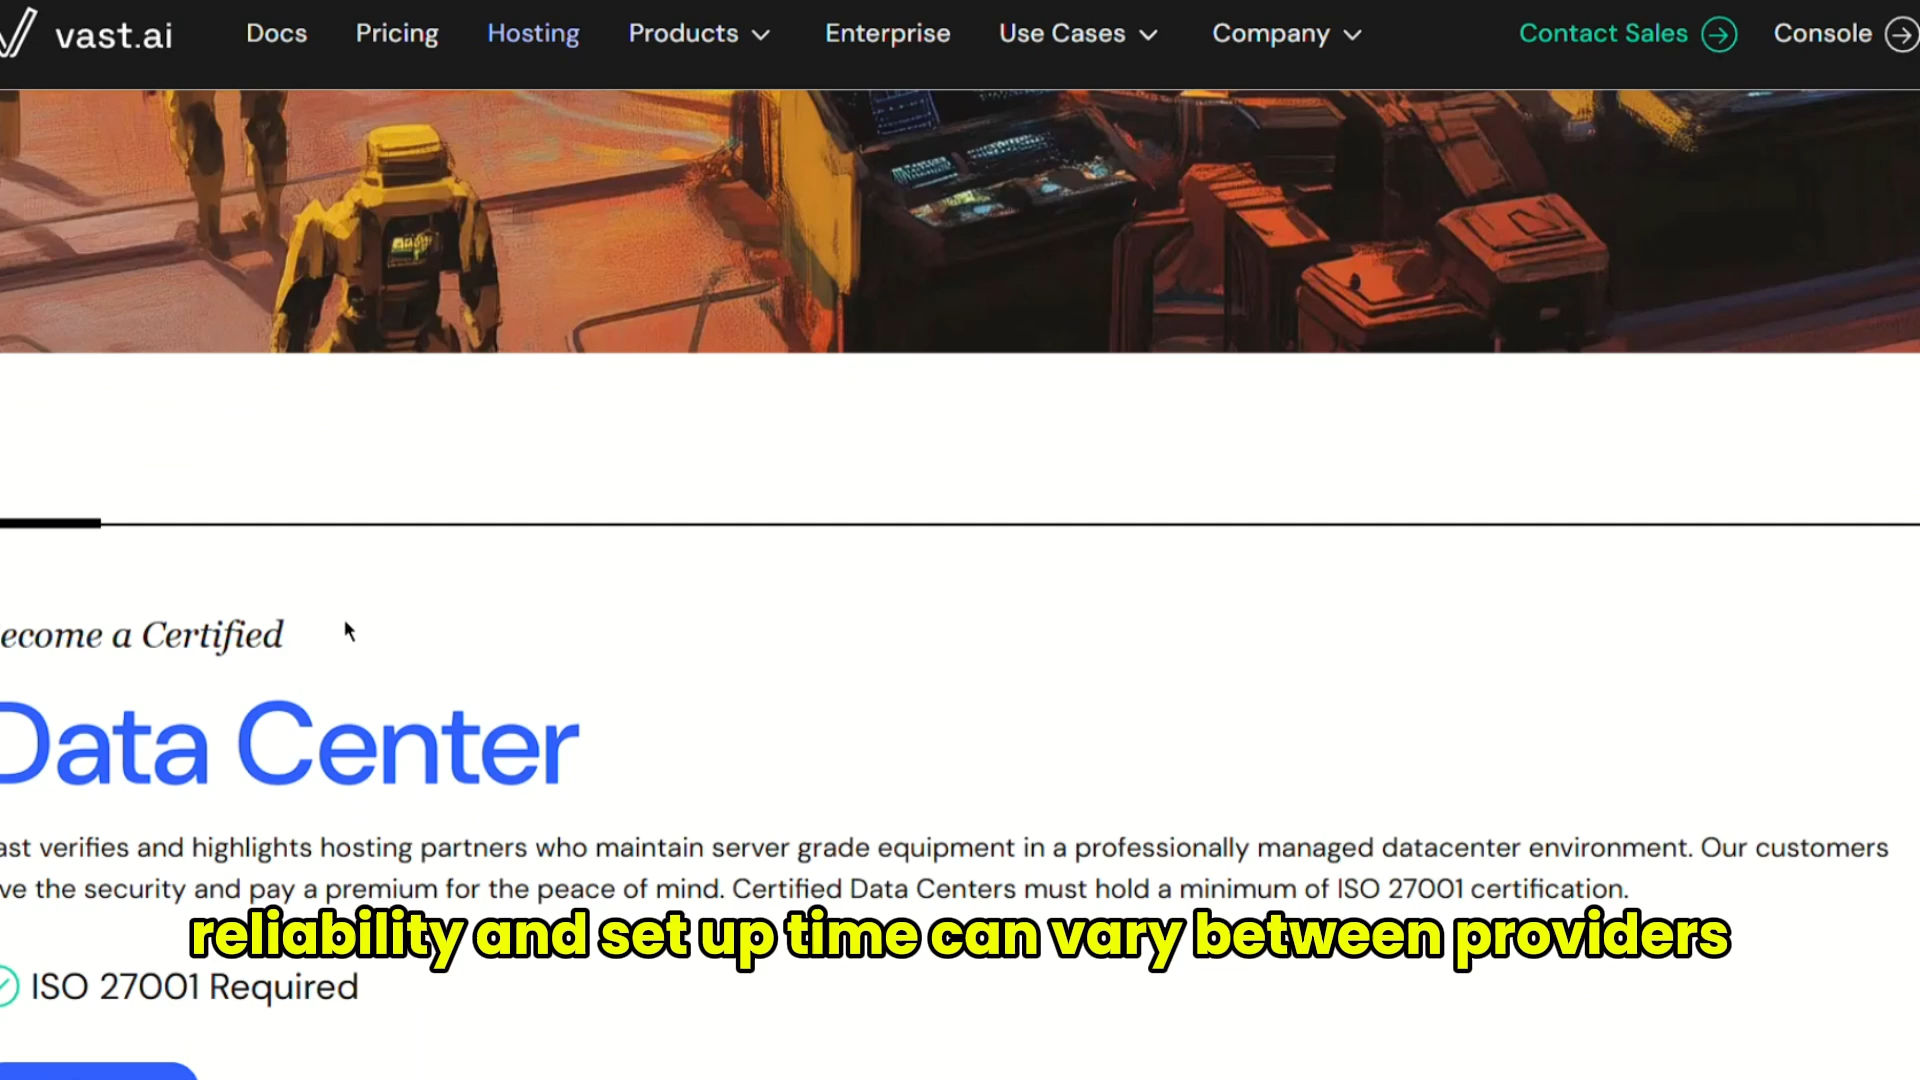 vast.ai Docs Pricing Hosting Products Enterprise Use Cases Company Contact Sales Console
ecome a Certified
Data Center
ast verifies and highlights hosting partners who maintain server grade equipment in a professionally managed datacenter environment. Our customers
ve the security and pay a premium for the peace of mind. Certified Data Centers must hold a minimum of ISO 27001 certification.
reliability and set up time can vary between providers
ISO 27001 Required